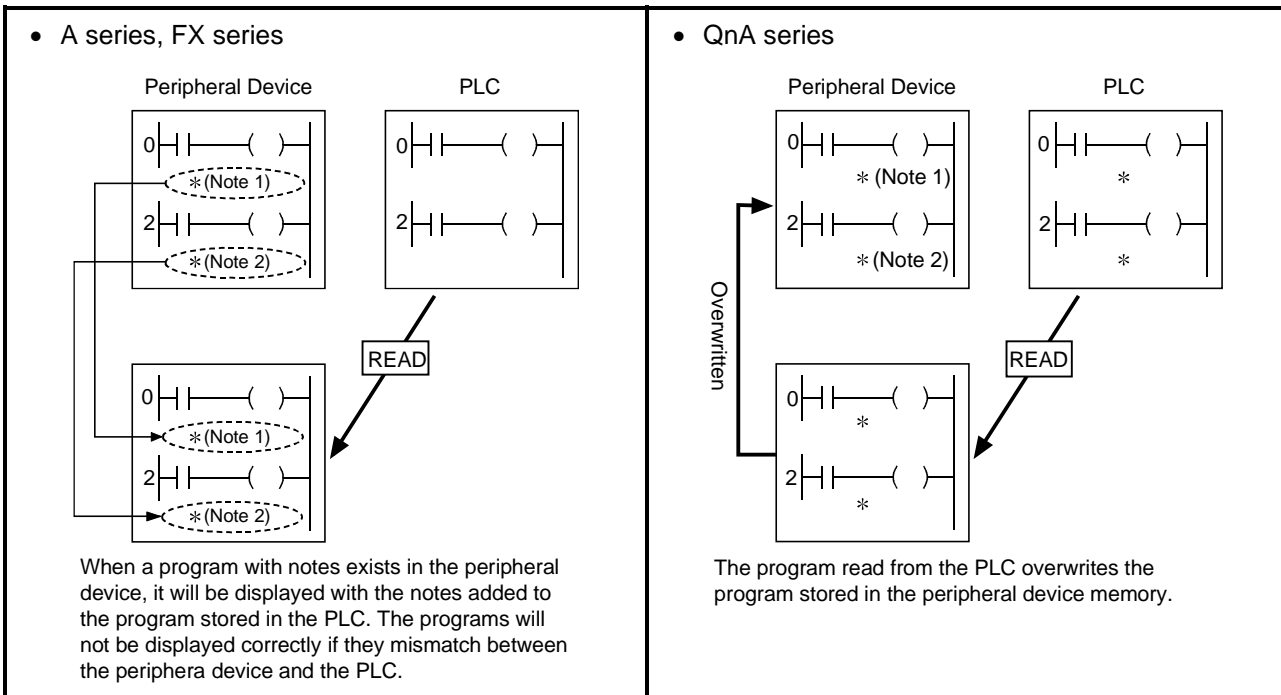 • A series, FX series
Peripheral Device
PLC
0
*(Note 1)
2
*(Note 2)
0
2
READ
0
*(Note 1)
2
*(Note 2)
When a program with notes exists in the peripheral
device, it will be displayed with the notes added to
the program stored in the PLC. The programs will
not be displayed correctly if they mismatch between
the periphera device and the PLC.
• QnA series
Peripheral Device
PLC
0
* (Note 1)
2
* (Note 2)
0
*
2
*
Overwritten
READ
0
*
2
*
The program read from the PLC overwrites the
program stored in the peripheral device memory.